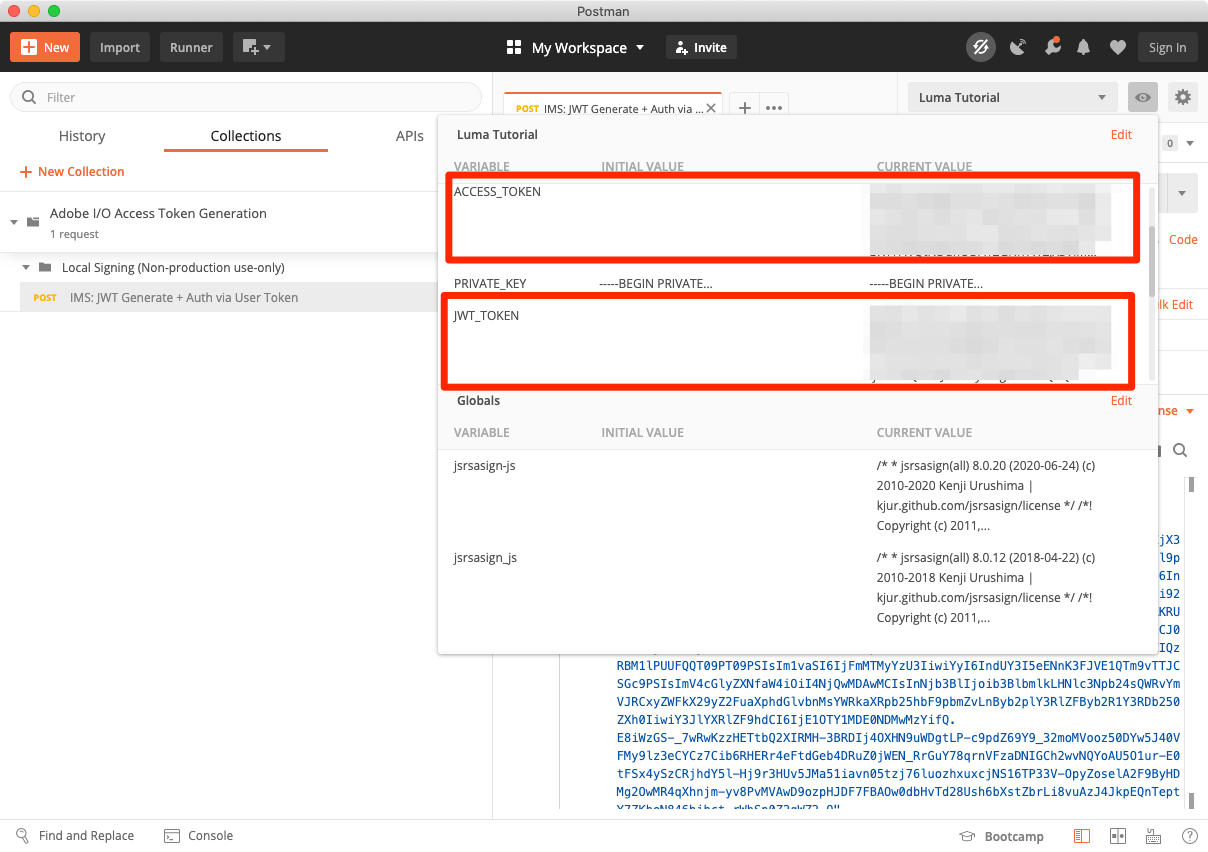 Postman
New
Import
Runner
My Workspace
Invite
Sign In
Filter
POST IMS: JWT Generate + Auth via ...
Luma Tutorial
History
Collections
APIs
Luma Tutorial
Edit
0
VARIABLE
INITIAL VALUE
CURRENT VALUE
New Collection
ACCESS_TOKEN
Adobe I/O Access Token Generation
1 request
Code
Local Signing (Non-production use-only)
PRIVATE_KEY
-----BEGIN PRIVATE...
-----BEGIN PRIVATE...
POST IMS: JWT Generate + Auth via User Token
lk Edit
JWT_TOKEN
Globals
Edit
nse
VARIABLE
INITIAL VALUE
CURRENT VALUE
jsrsasign-js
/* * jsrsasign(all) 8.0.20 (2020-06-24) (c)
2010-2020 Kenji Urushima |
kjur.github.com/jsrsasign/license */ /*!
Copyright (c) 2011,...
jsrsasign_js
/* * jsrsasign(all) 8.0.12 (2018-04-22) (c)
2010-2018 Kenji Urushima |
kjur.github.com/jsrsasign/license */ /*!
Copyright (c) 2011,...
jX3
l9p
6In
i92
KRU
CJ0
IQz
RBM1lPUUFQQT09PT09PSIsIm1vaSI6IjFmMTMyYzU3IiwiYyI6IndUY3I5eENnK3FJVE1QTm9vTTJC
SGc9PSIsImV4cGlyZXNfaW4iOiI4NjQwMDAwMCIsInNjb3BlIjoib3BlbmlkLHNlc3Npb24sQWRvYm
VJRCxyZWFkX29yZ2FuaXphdGlvbnMsYWRkaXRpb25hbF9pbmZvLnByb2plY3RlZFByb2R1Y3RDb250
ZXh0IiwiY3JlYXRlZF9hdCI6IjE1OTY1MDE0NDMwMzYifQ.
E8iWzGS-_7wRwKzzHETtbQ2XIRMH-3BRDIj4OXHN9uWDgtLP-c9pdZ69Y9_32moMVooz50DYw5J40V
FMy9lz3eCYCz7Cib6RHERr4eFtdGeb4DRuZ0jWEN_RrGuY78qrnVFzaDNIGCh2wvNQYoAU5O1ur-E0
tFSx4ySzCRjhdY5l-Hj9r3HUv5JMa51iavn05tzj76luozhxuxcjNS16TP33V-OpyZoselA2F9ByHD
Mg2OwMR4qXhnjm-yv8PvMVAwD9ozpHJDF7FBAOw0dbHvTd28Ush6bXstZbrLi8vuAzJ4JkpEQnTept
Find and Replace
Console
Bootcamp